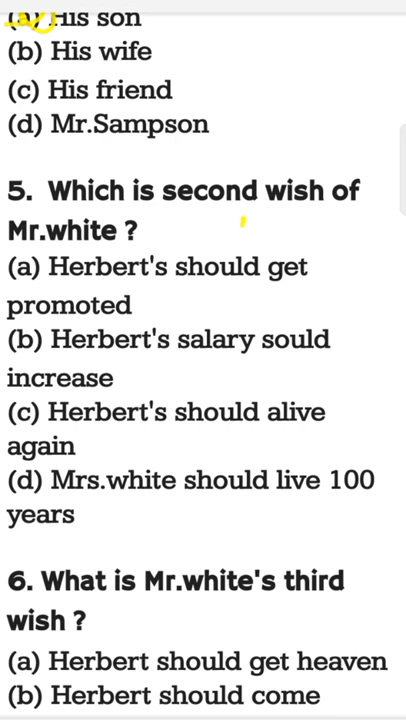 (a) His son
(b) His wife
(c) His friend
(d) Mr.Sampson
5. Which is second wish of
Mr.white ?
(a) Herbert's should get
promoted
(b) Herbert's salary sould
increase
(c) Herbert's should alive
again
(d) Mrs.white should live 100
years
6. What is Mr.white's third
wish ?
(a) Herbert should get heaven
(b) Herbert should come